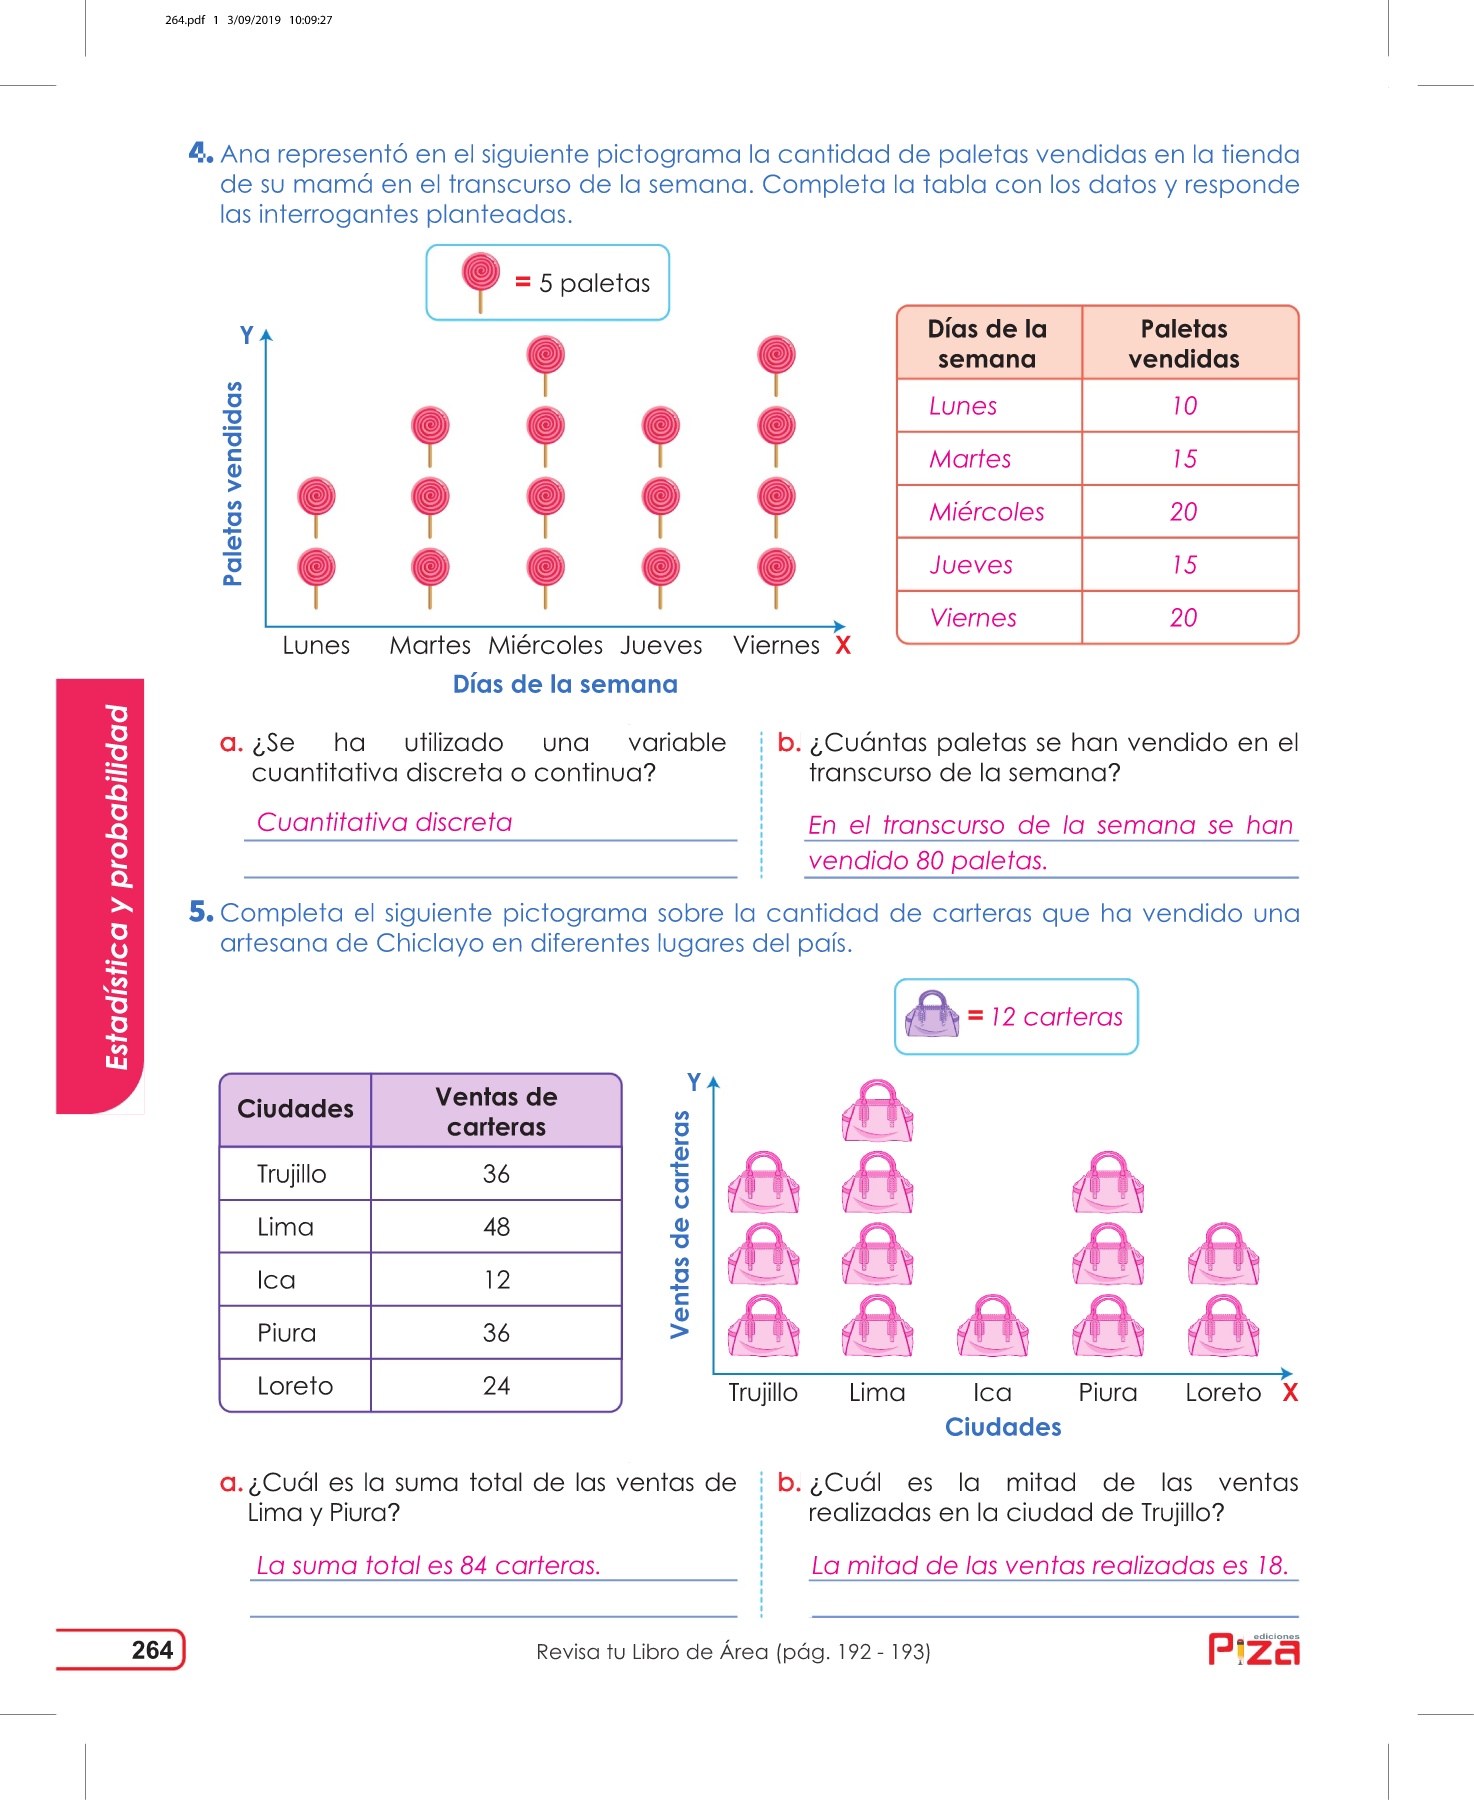 264.pdf 1 3/09/2019 10:09:27
4. Ana representó en el siguiente pictograma la cantidad de paletas vendidas en la tienda
de su mamá en el transcurso de la semana. Completa la tabla con los datos y responde
las interrogantes planteadas.
= 5 paletas
Y
Paletas vendidas
Lunes Martes Miércoles Jueves Viernes X
Días de la semana
Días de la semana Paletas vendidas
Lunes 10
Martes 15
Miércoles 20
Jueves 15
Viernes 20
a. ¿Se ha utilizado una variable
cuantitativa discreta o continua?
Cuantitativa discreta
b. ¿Cuántas paletas se han vendido en el
transcurso de la semana?
En el transcurso de la semana se han
vendido 80 paletas.
Estadística y probabilidad
5. Completa el siguiente pictograma sobre la cantidad de carteras que ha vendido una
artesana de Chiclayo en diferentes lugares del país.
= 12 carteras
Ciudades Ventas de carteras
Trujillo 36
Lima 48
Ica 12
Piura 36
Loreto 24
Y
Ventas de carteras
Trujillo Lima Ica Piura Loreto X
Ciudades
a. ¿Cuál es la suma total de las ventas de
Lima y Piura?
La suma total es 84 carteras.
b. ¿Cuál es la mitad de las ventas
realizadas en la ciudad de Trujillo?
La mitad de las ventas realizadas es 18.
264
Revisa tu Libro de Área (pág. 192 - 193)
ediciones
Piza